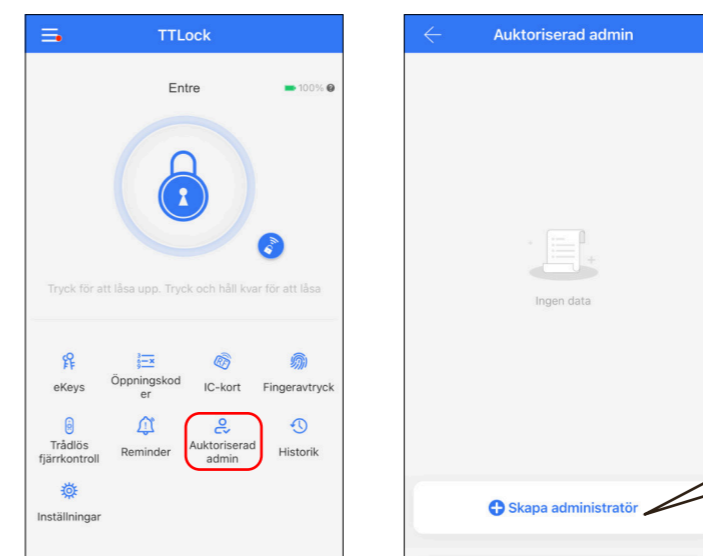 TTLock
Entre
100%
Tryck för att låsa upp. Tryck och håll kvar för att låsa
eKeys
Öppningskod
er
IC-kort
Fingeravtryck
Trådlös
fjärrkontroll
Reminder
Auktoriserad
admin
Historik
Inställningar
Auktoriserad admin
Ingen data
Skapa administratör